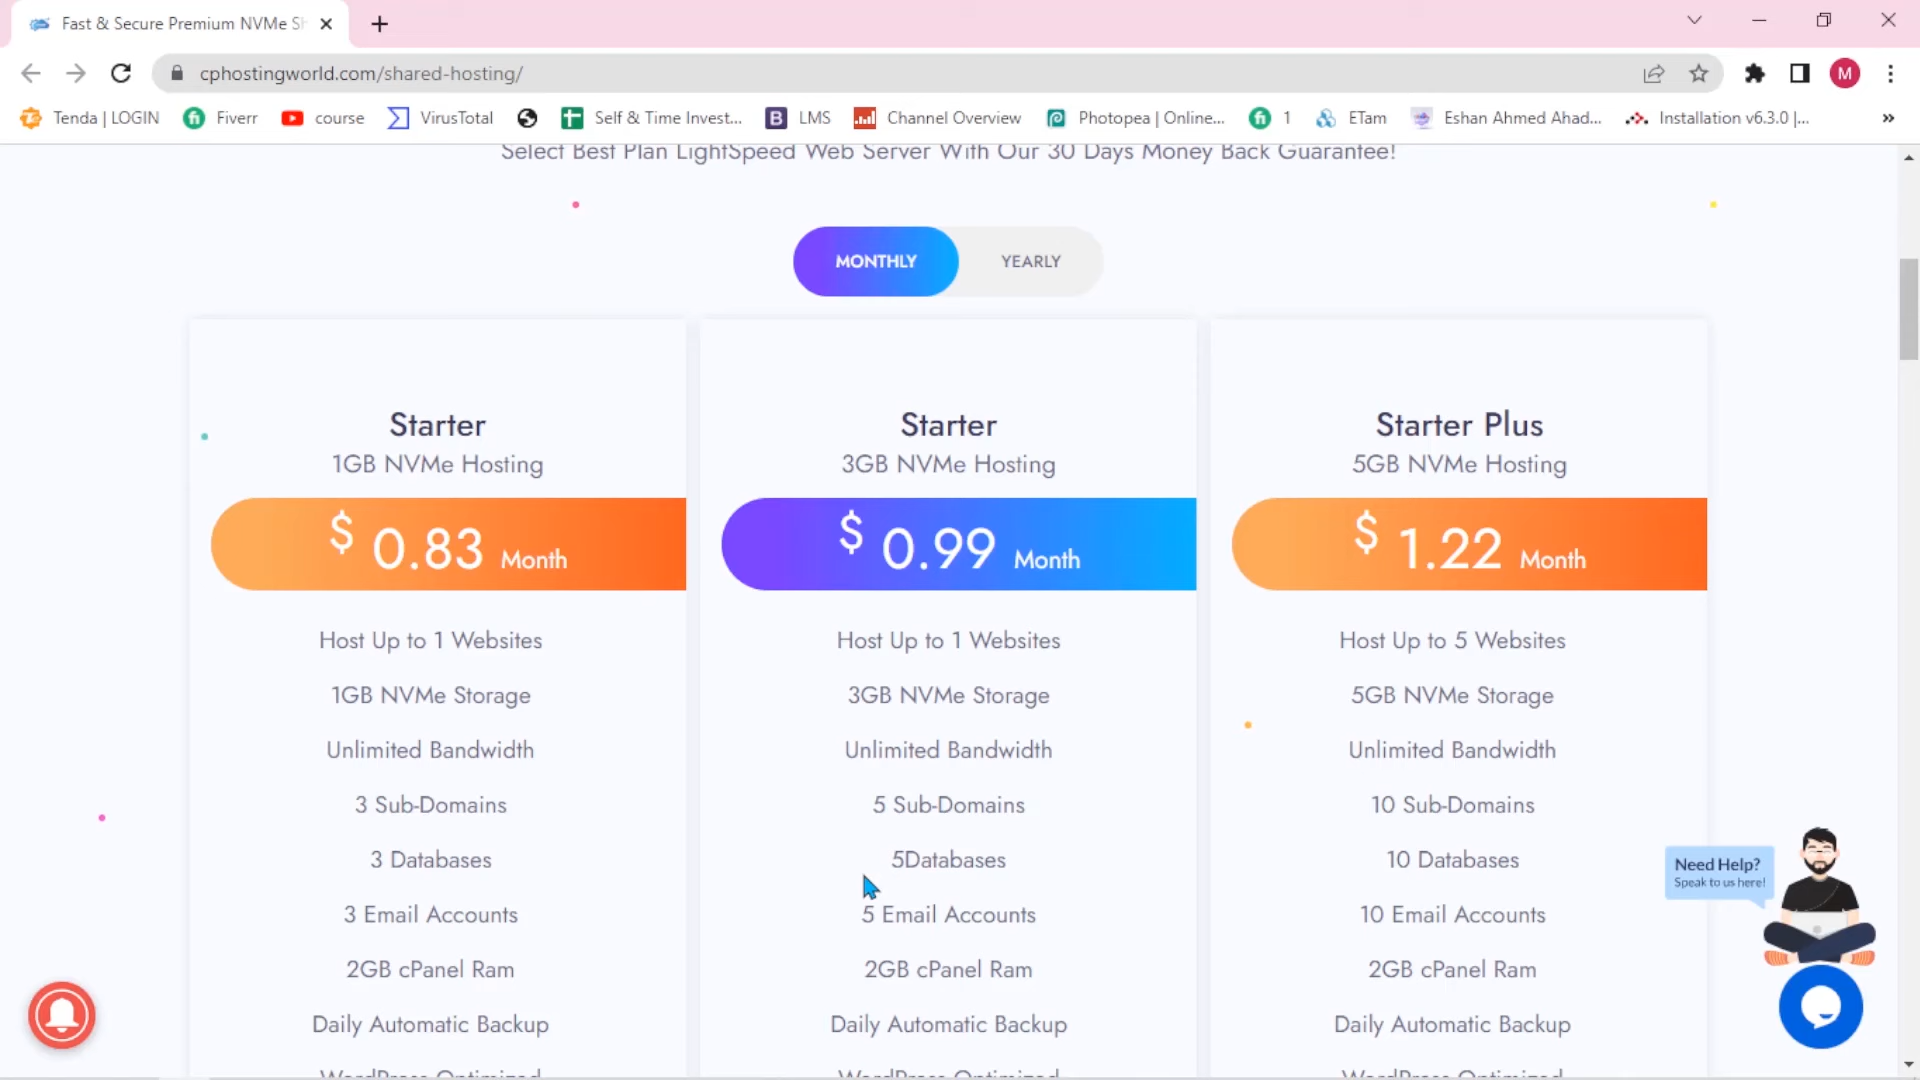 Fast & Secure Premium NVMe Sh
cphostingworld.com/shared-hosting/
M
Tenda | LOGIN
Fiverr
course
VirusTotal
Self & Time Invest...
B LMS
Channel Overview
Photopea | Online...
1
ETam
Eshan Ahmed Ahad...
Installation v6.3.0 |...
»
Select Best Plan LightSpeed Web Server With Our 30 Days Money Back Guarantee!
MONTHLY
YEARLY
Starter
1GB NVMe Hosting
$ 0.83 Month
Host Up to 1 Websites
1GB NVMe Storage
Unlimited Bandwidth
3 Sub-Domains
3 Databases
3 Email Accounts
2GB cPanel Ram
Daily Automatic Backup
WordPress Optimized
Starter
3GB NVMe Hosting
$ 0.99 Month
Host Up to 1 Websites
3GB NVMe Storage
Unlimited Bandwidth
5 Sub-Domains
5Databases
5 Email Accounts
2GB cPanel Ram
Daily Automatic Backup
WordPress Optimized
Starter Plus
5GB NVMe Hosting
$ 1.22 Month
Host Up to 5 Websites
5GB NVMe Storage
Unlimited Bandwidth
10 Sub-Domains
10 Databases
10 Email Accounts
2GB cPanel Ram
Daily Automatic Backup
WordPress Optimized
Need Help?
Speak to us here!